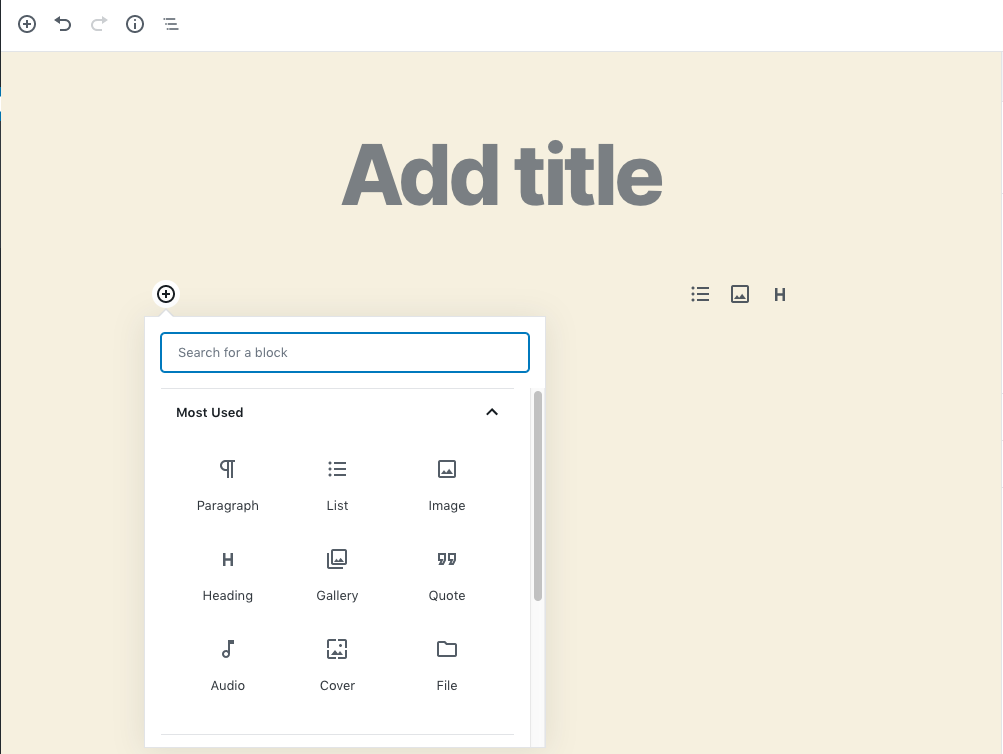 Add title
Search for a block
Most Used
Paragraph List Image
Heading Gallery Quote
Audio Cover File